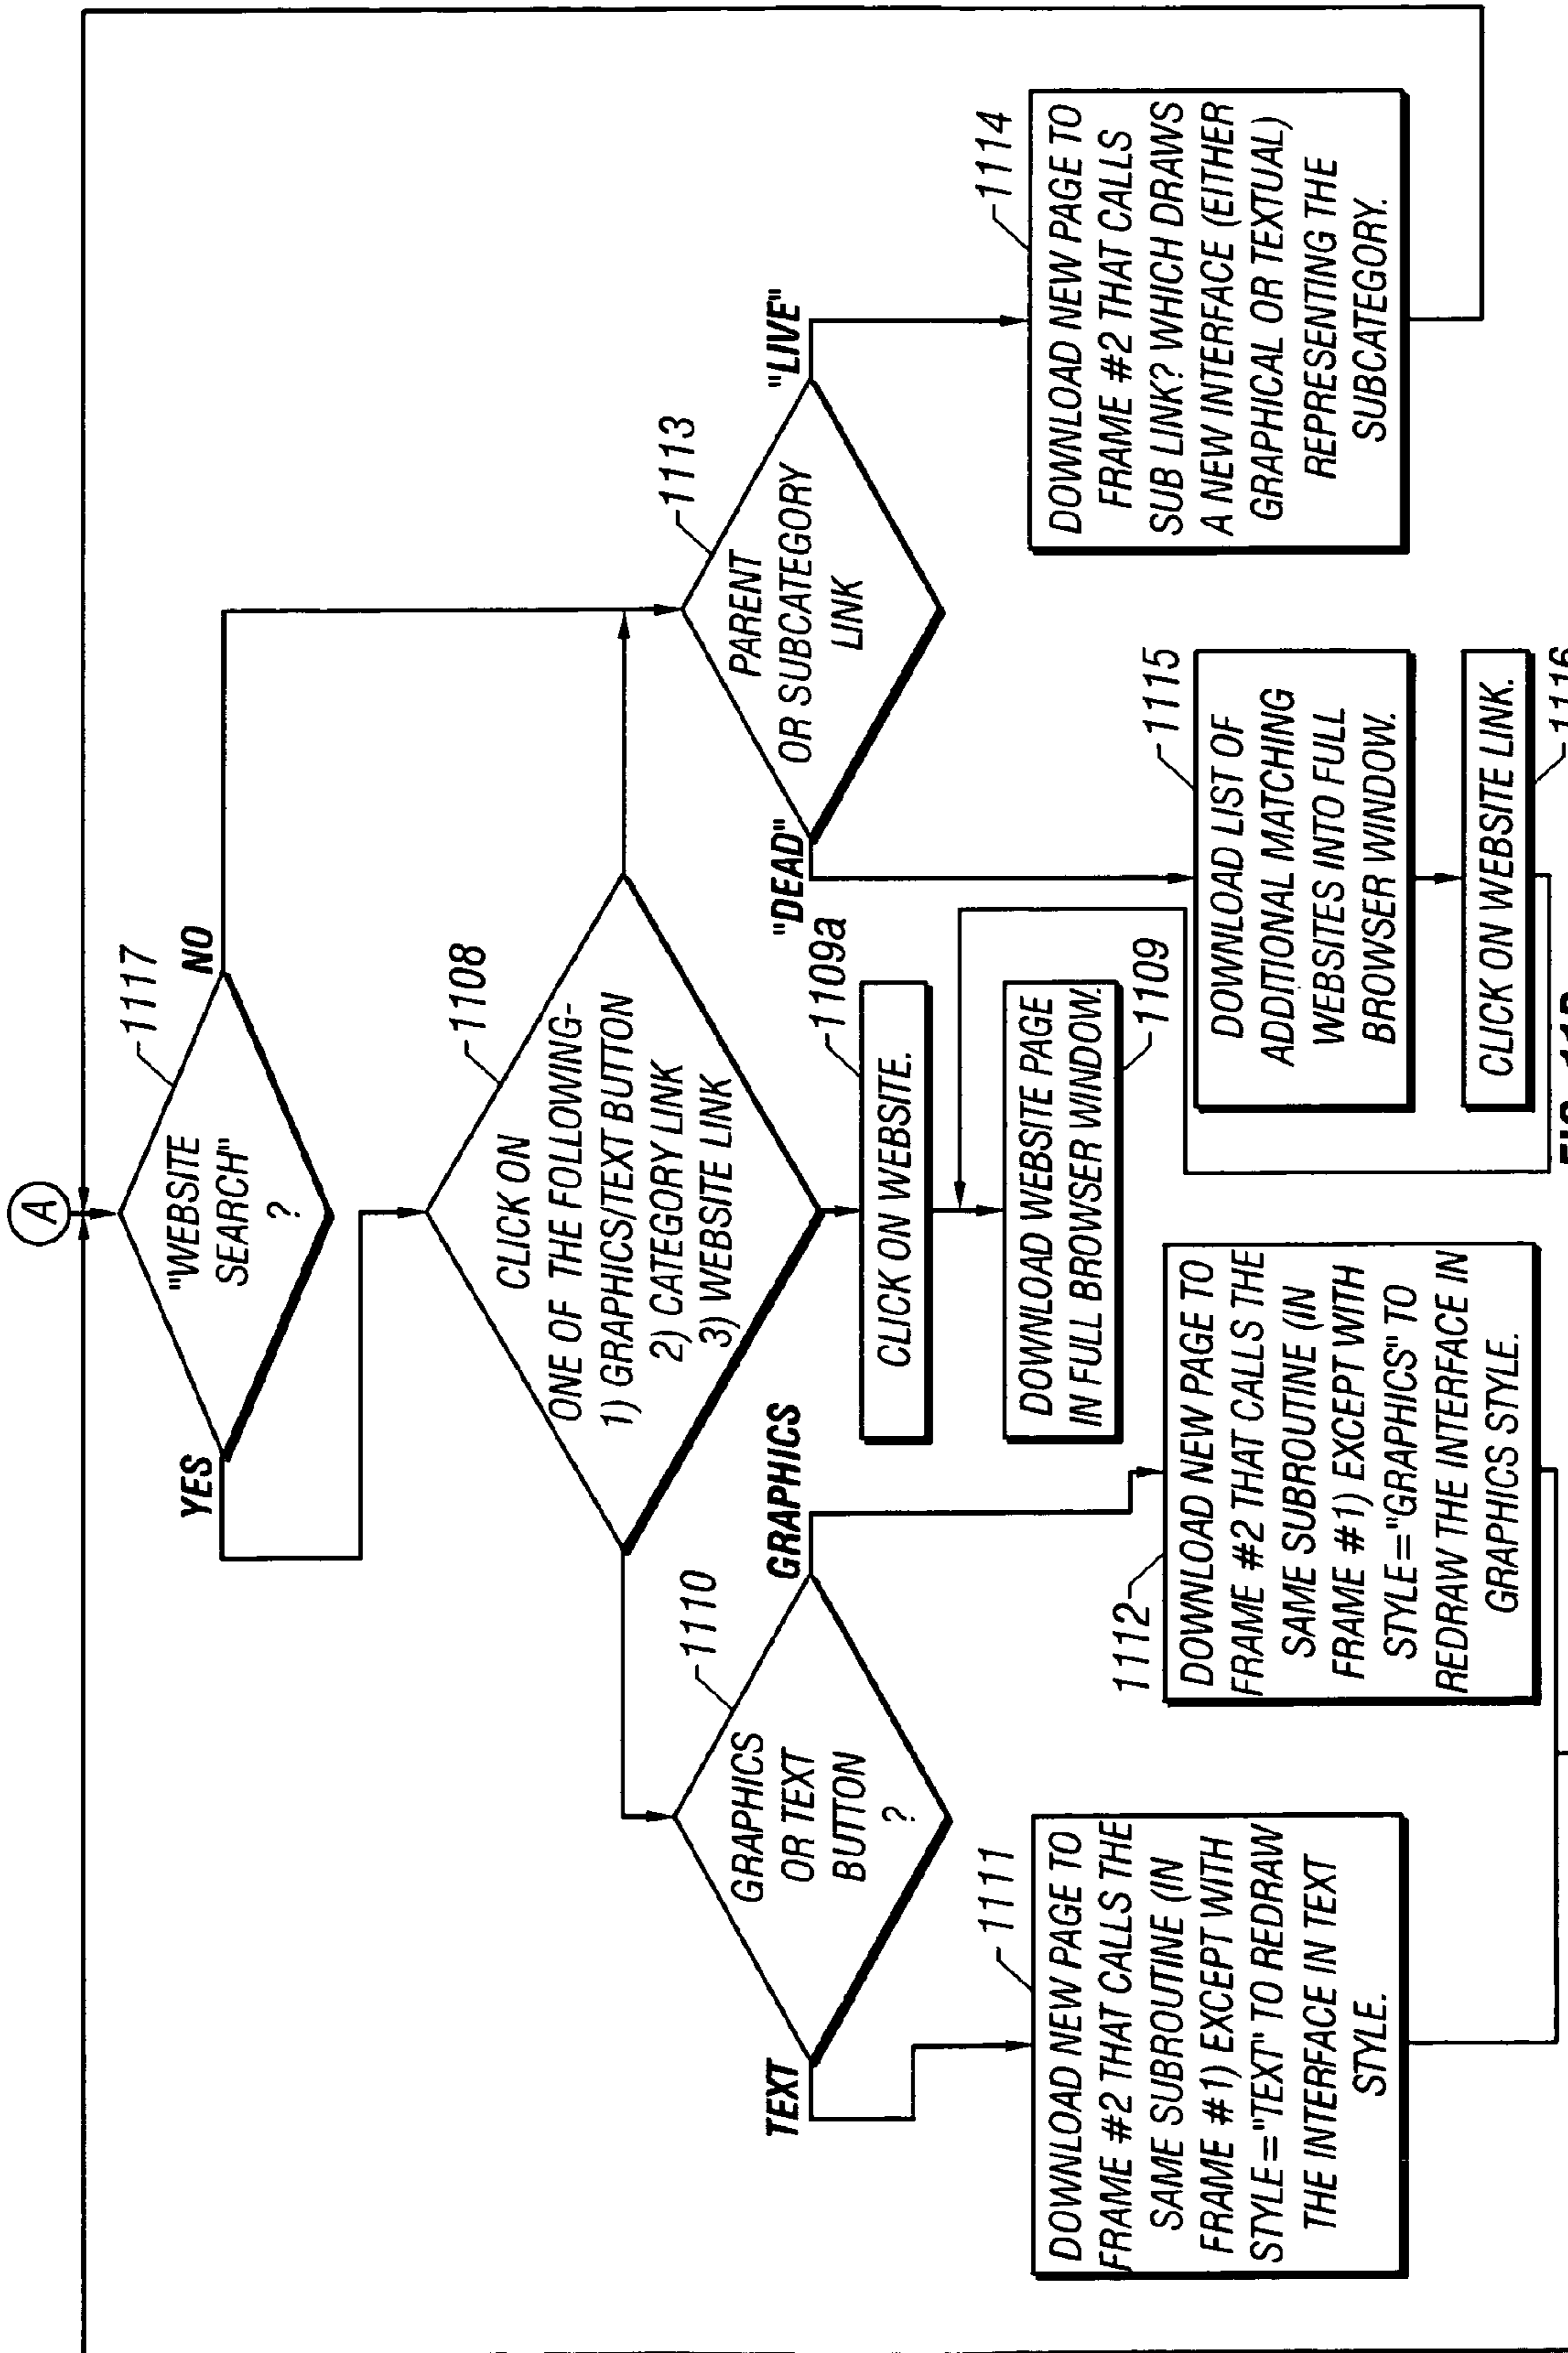 A
"WEBSITE
SEARCH"
?
1117
YES
NO
CLICK ON
ONE OF THE FOLLOWING-
1) GRAPHICS/TEXT BUTTON
2) CATEGORY LINK
3) WEBSITE LINK
1108
GRAPHICS
OR TEXT
BUTTON
?
1110
TEXT
GRAPHICS
CLICK ON WEBSITE.
1109a
DOWNLOAD WEBSITE PAGE
IN FULL BROWSER WINDOW.
1109
PARENT
OR SUBCATEGORY
LINK
1113
"DEAD"
"LIVE"
1111
DOWNLOAD NEW PAGE TO
FRAME #2 THAT CALLS THE
SAME SUBROUTINE (IN
FRAME #1) EXCEPT WITH
STYLE="TEXT' TO REDRAW
THE INTERFACE IN TEXT
STYLE.
1112
DOWNLOAD NEW PAGE TO
FRAME #2 THAT CALLS THE
SAME SUBROUTINE (IN
FRAME #1) EXCEPT WITH
STYLE="GRAPHICS" TO
REDRAW THE INTERFACE IN
GRAPHICS STYLE.
1115
DOWNLOAD LIST OF
ADDITIONAL MATCHING
WEBSITES INTO FULL
BROWSER WINDOW.
CLICK ON WEBSITE LINK.
1116
1114
DOWNLOAD NEW PAGE TO
FRAME #2 THAT CALLS
SUB LINK? WHICH DRAWS
A NEW INTERFACE (EITHER
GRAPHICAL OR TEXTUAL)
REPRESENTING THE
SUBCATEGORY.